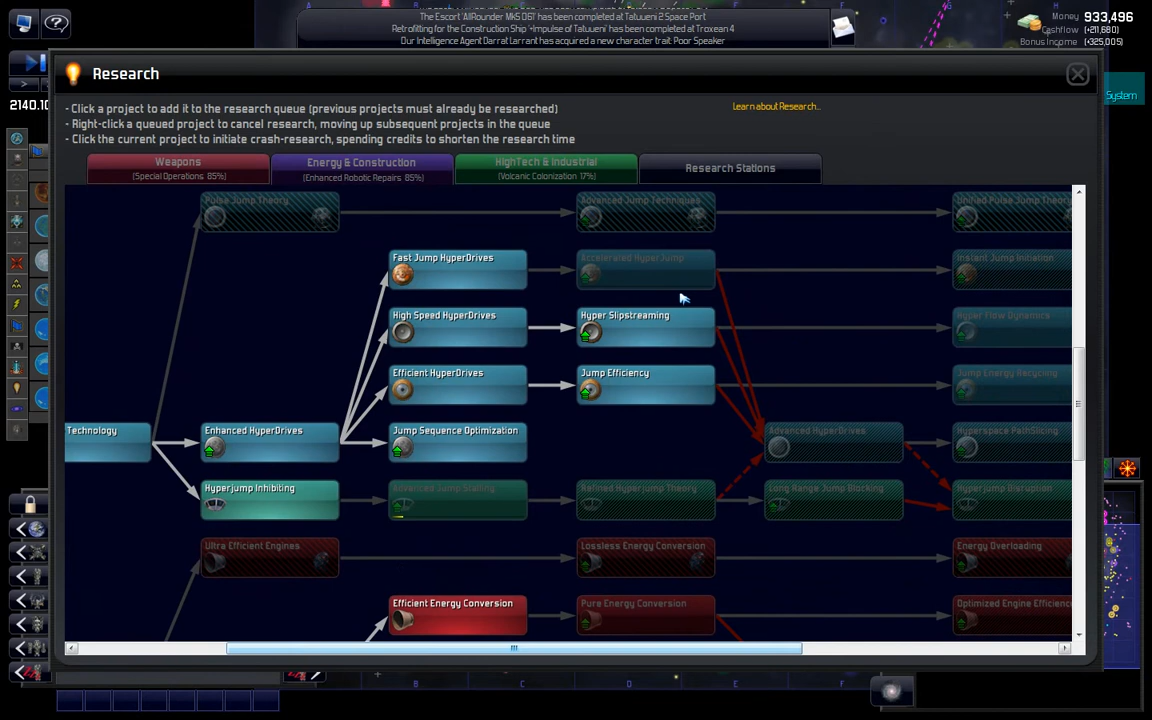 The Escort 'AllRounder Mk5 061' has been completed at Tatuueni 2 Space Port
Retrofitting for the Construction Ship '+Impulse of Tatuueni' has been completed at Troxean 4
Our Intelligence Agent Darrat Larrant has acquired a new character trait: Poor Speaker
Money 933,496
Cashflow (+211,680)
Bonus Income (+325,005)
Research
2140.10
System
- Click a project to add it to the research queue (previous projects must already be researched)
- Right-click a queued project to cancel research, moving up subsequent projects in the queue
- Click the current project to initiate crash-research, spending credits to shorten the research time
Learn about Research...
Weapons
(Special Operations 85%)
Energy & Construction
(Enhanced Robotic Repairs 85%)
HighTech & Industrial
(Volcanic Colonization 17%)
Research Stations
Pulse Jump Theory
Advanced Jump Techniques
Unified Pulse Jump Theory
Fast Jump HyperDrives
Accelerated HyperJump
Instant Jump Initiation
High Speed HyperDrives
Hyper Slipstreaming
Hyper Flow Dynamics
Efficient HyperDrives
Jump Efficiency
Jump Energy Recycling
Technology
Enhanced HyperDrives
Jump Sequence Optimization
Advanced HyperDrives
Hyperspace PathSlicing
Hyperjump Inhibiting
Advanced Jump Stalling
Refined Hyperjump Theory
Long Range Jump Blocking
Hyperjump Disruption
Ultra Efficient Engines
Lossless Energy Conversion
Energy Overloading
Efficient Energy Conversion
Pure Energy Conversion
Optimized Engine Efficienc
B C D E F